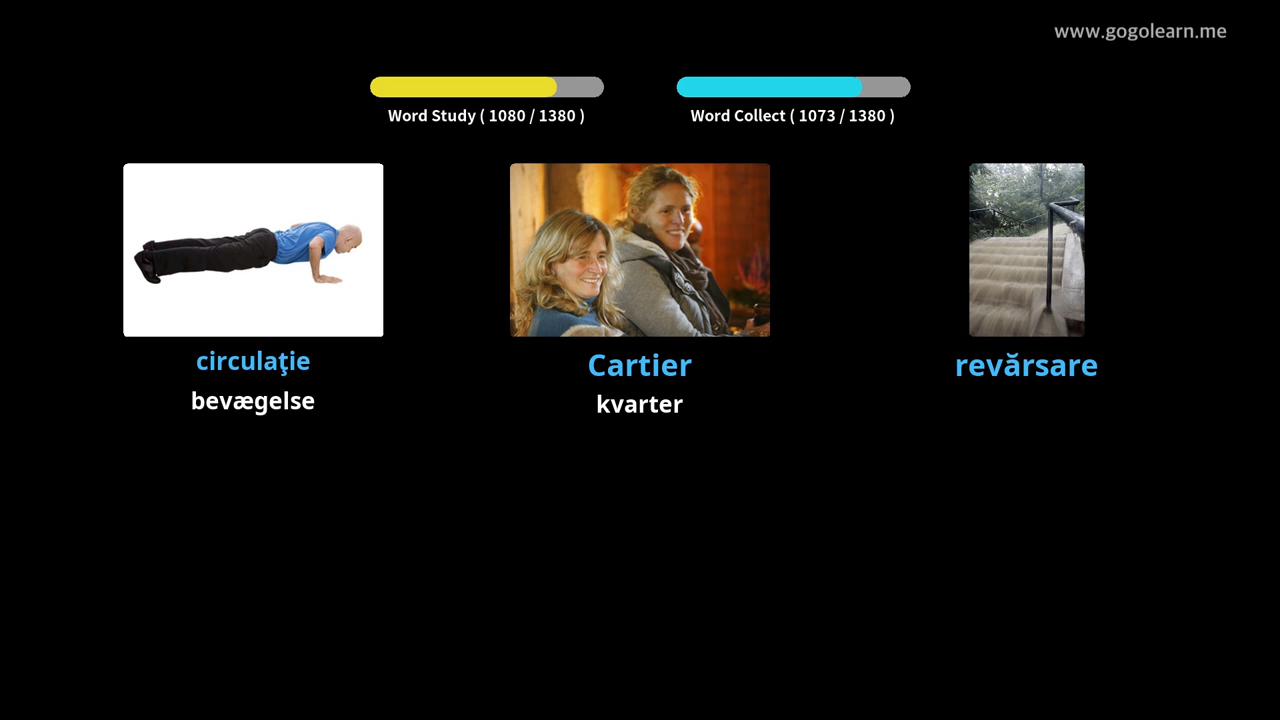 www.gogolearn.me
Word Study ( 1080 / 1380 )
Word Collect ( 1073 / 1380 )
circulaţie
bevægelse
Cartier
kvarter
revărsare